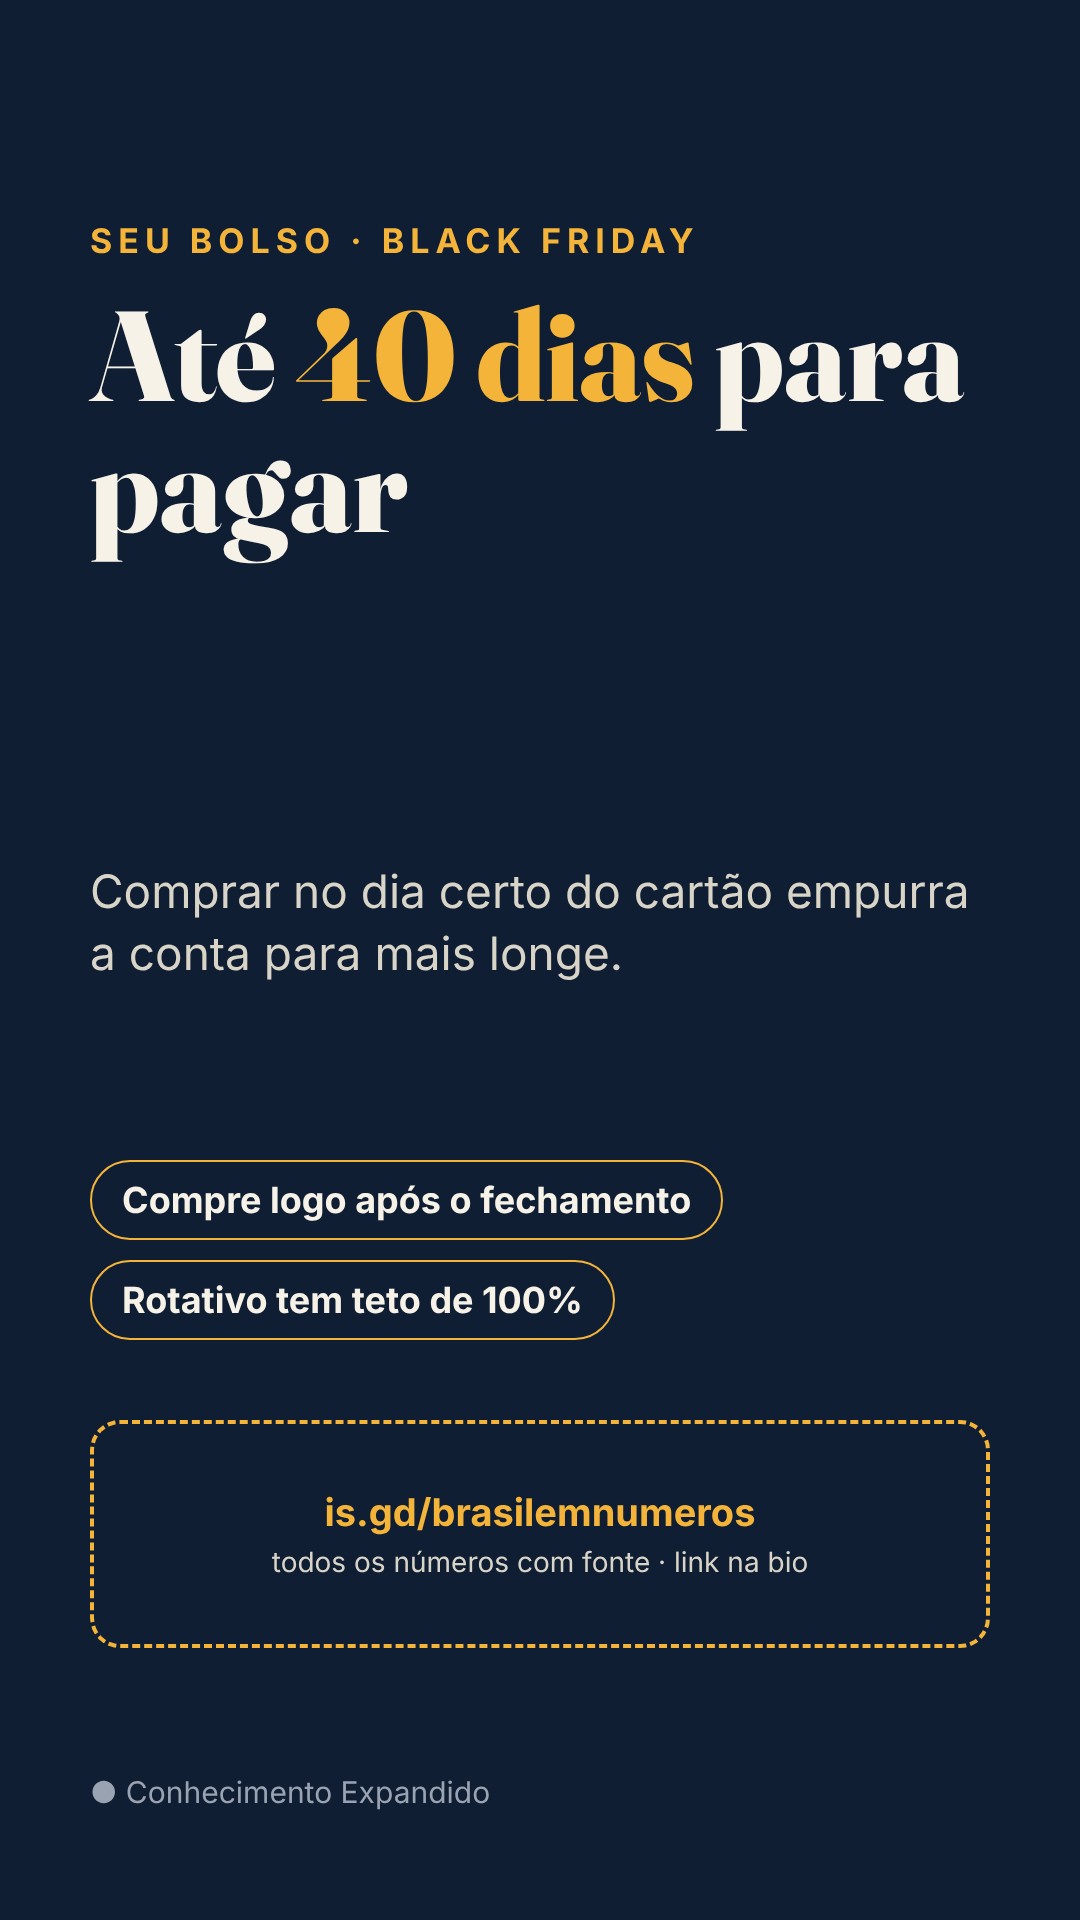 SEU BOLSO · BLACK FRIDAY
Até 40 dias para
pagar
Comprar no dia certo do cartão empurra
a conta para mais longe.
Compre logo após o fechamento
Rotativo tem teto de 100%
is.gd/brasilemnumeros
todos os números com fonte · link na bio
Conhecimento Expandido